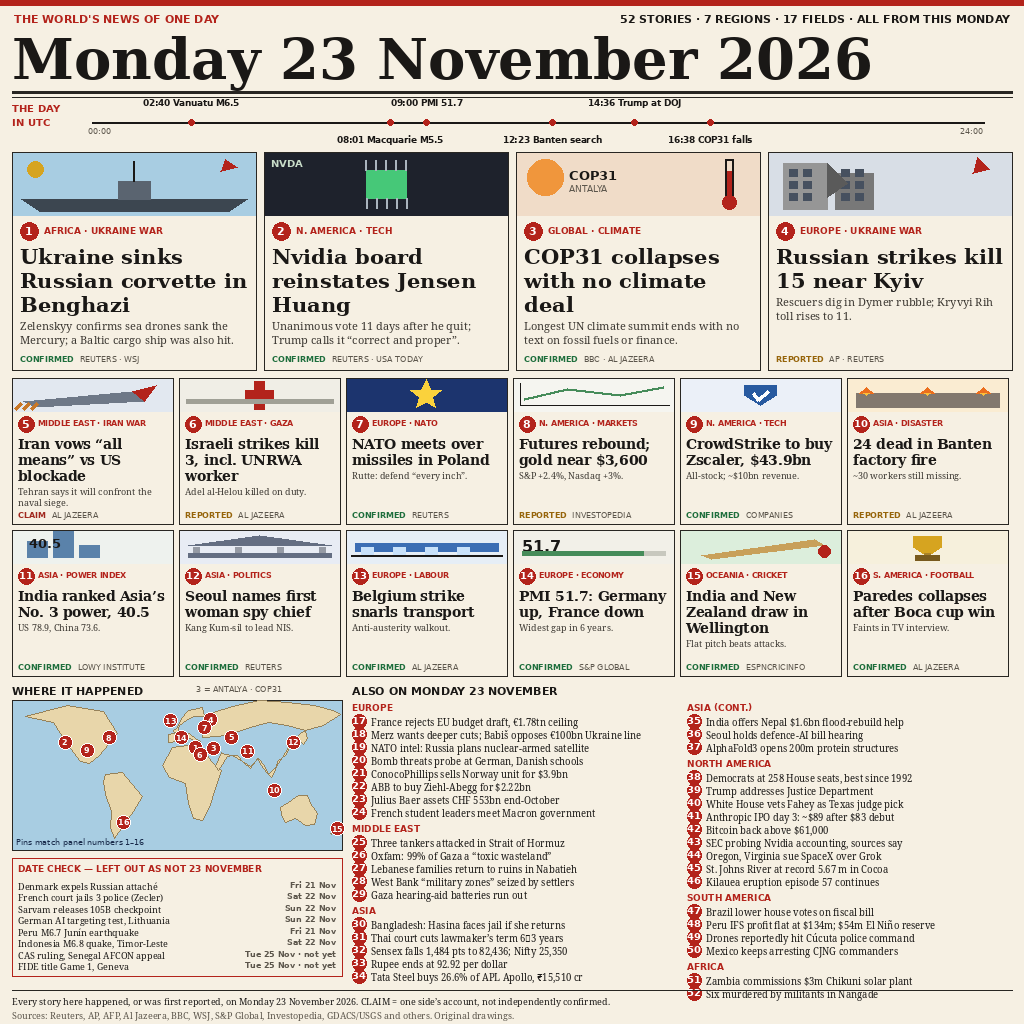 THE WORLD'S NEWS OF ONE DAY
52 STORIES · 7 REGIONS · 17 FIELDS · ALL FROM THIS MONDAY
Monday 23 November 2026
THE DAY
IN UTC
02:40 Vanuatu M6.5
09:00 PMI 51.7
14:36 Trump at DOJ
00:00
24:00
08:01 Macquarie M5.5
12:23 Banten search
16:38 COP31 falls
1 AFRICA · UKRAINE WAR
Ukraine sinks
Russian corvette in
Benghazi
Zelenskyy confirms sea drones sank the
Mercury; a Baltic cargo ship was also hit.
CONFIRMED REUTERS · WSJ
NVDA
2 N. AMERICA · TECH
Nvidia board
reinstates Jensen
Huang
Unanimous vote 11 days after he quit;
Trump calls it “correct and proper”.
CONFIRMED REUTERS · USA TODAY
COP31
ANTALYA
3 GLOBAL · CLIMATE
COP31 collapses
with no climate
deal
Longest UN climate summit ends with no
text on fossil fuels or finance.
CONFIRMED BBC · AL JAZEERA
4 EUROPE · UKRAINE WAR
Russian strikes kill
15 near Kyiv
Rescuers dig in Dymer rubble; Kryvyi Rih
toll rises to 11.
REPORTED AP · REUTERS
5 MIDDLE EAST · IRAN WAR
Iran vows “all
means” vs US
blockade
Tehran says it will confront the
naval siege.
CLAIM AL JAZEERA
6 MIDDLE EAST · GAZA
Israeli strikes kill
3, incl. UNRWA
worker
Adel al-Helou killed on duty.
REPORTED AL JAZEERA
7 EUROPE · NATO
NATO meets over
missiles in Poland
Rutte: defend “every inch”.
CONFIRMED REUTERS
8 N. AMERICA · MARKETS
Futures rebound;
gold near $3,600
S&P +2.4%, Nasdaq +3%.
REPORTED INVESTOPEDIA
9 N. AMERICA · TECH
CrowdStrike to buy
Zscaler, $43.9bn
All-stock; ~$10bn revenue.
CONFIRMED COMPANIES
10 ASIA · DISASTER
24 dead in Banten
factory fire
~30 workers still missing.
REPORTED AL JAZEERA
40.5
11 ASIA · POWER INDEX
India ranked Asia’s
No. 3 power, 40.5
US 78.9, China 73.6.
CONFIRMED LOWY INSTITUTE
12 ASIA · POLITICS
Seoul names first
woman spy chief
Kang Kum-sil to lead NIS.
CONFIRMED REUTERS
13 EUROPE · LABOUR
Belgium strike
snarls transport
Anti-austerity walkout.
CONFIRMED AL JAZEERA
51.7
14 EUROPE · ECONOMY
PMI 51.7: Germany
up, France down
Widest gap in 6 years.
CONFIRMED S&P GLOBAL
15 OCEANIA · CRICKET
India and New
Zealand draw in
Wellington
Flat pitch beats attacks.
CONFIRMED ESPNCRICINFO
16 S. AMERICA · FOOTBALL
Paredes collapses
after Boca cup win
Faints in TV interview.
CONFIRMED AL JAZEERA
WHERE IT HAPPENED
3 = ANTALYA · COP31
13
4
7
2
8
14
1
3
5
12
9
6
11
10
16
15
Pins match panel numbers 1–16
DATE CHECK — LEFT OUT AS NOT 23 NOVEMBER
Denmark expels Russian attaché Fri 21 Nov
French court jails 3 police (Zecler) Sat 22 Nov
Sarvam releases 105B checkpoint Sun 22 Nov
German AI targeting test, Lithuania Sun 22 Nov
Peru M6.7 Junín earthquake Fri 21 Nov
Indonesia M6.8 quake, Timor-Leste Sat 22 Nov
CAS ruling, Senegal AFCON appeal Tue 25 Nov · not yet
FIDE title Game 1, Geneva Tue 25 Nov · not yet
ALSO ON MONDAY 23 NOVEMBER
EUROPE
17 France rejects EU budget draft, €1.78tn ceiling
18 Merz wants deeper cuts; Babiš opposes €100bn Ukraine line
19 NATO intel: Russia plans nuclear-armed satellite
20 Bomb threats probe at German, Danish schools
21 ConocoPhillips sells Norway unit for $3.9bn
22 ABB to buy Ziehl-Abegg for $2.22bn
23 Julius Baer assets CHF 553bn end-October
24 French student leaders meet Macron government
MIDDLE EAST
25 Three tankers attacked in Strait of Hormuz
26 Oxfam: 99% of Gaza a “toxic wasteland”
27 Lebanese families return to ruins in Nabatieh
28 West Bank “military zones” seized by settlers
29 Gaza hearing-aid batteries run out
ASIA
30 Bangladesh: Hasina faces jail if she returns
31 Thai court cuts lawmaker’s term 6▯3 years
32 Sensex falls 1,484 pts to 82,436; Nifty 25,350
33 Rupee ends at 92.92 per dollar
34 Tata Steel buys 26.6% of APL Apollo, ₹15,510 cr
ASIA (CONT.)
35 India offers Nepal $1.6bn flood-rebuild help
36 Seoul holds defence-AI bill hearing
37 AlphaFold3 opens 200m protein structures
NORTH AMERICA
38 Democrats at 258 House seats, best since 1992
39 Trump addresses Justice Department
40 White House vets Fahey as Texas judge pick
41 Anthropic IPO day 3: ~$89 after $83 debut
42 Bitcoin back above $61,000
43 SEC probing Nvidia accounting, sources say
44 Oregon, Virginia sue SpaceX over Grok
45 St. Johns River at record 5.67 m in Cocoa
46 Kilauea eruption episode 57 continues
SOUTH AMERICA
47 Brazil lower house votes on fiscal bill
48 Peru IFS profit flat at $134m; $54m El Niño reserve
49 Drones reportedly hit Cúcuta police command
50 Mexico keeps arresting CJNG commanders
AFRICA
51 Zambia commissions $3m Chikuni solar plant
52 Six murdered by militants in Nangade
Every story here happened, or was first reported, on Monday 23 November 2026. CLAIM = one side’s account, not independently confirmed.
Sources: Reuters, AP, AFP, Al Jazeera, BBC, WSJ, S&P Global, Investopedia, GDACS/USGS and others. Original drawings.